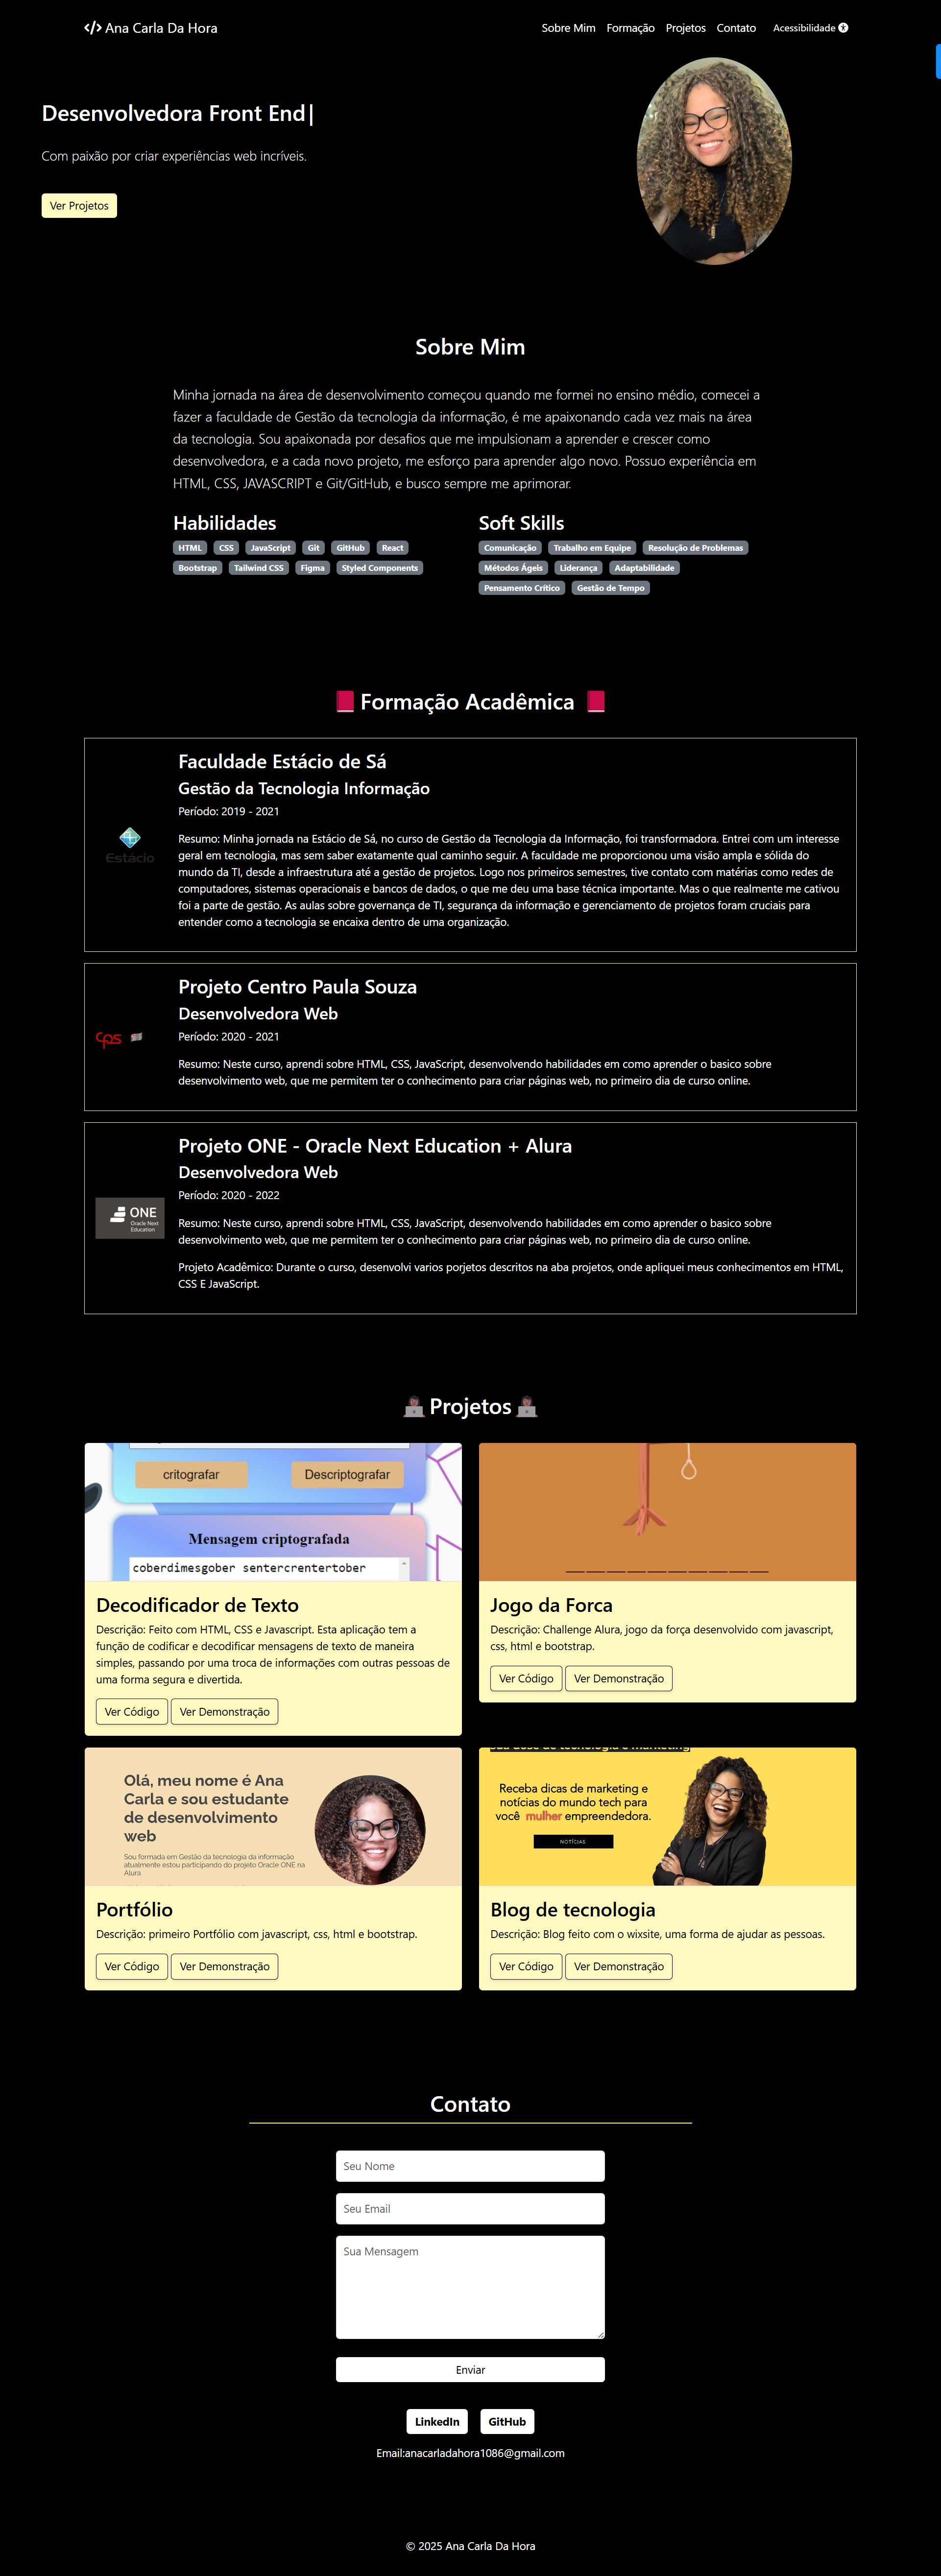 </> Ana Carla Da Hora
Sobre Mim Formação Projetos Contato Acessibilidade
Desenvolvedora Front End|
Com paixão por criar experiências web incríveis.
Ver Projetos
Sobre Mim
Minha jornada na área de desenvolvimento começou quando me formei no ensino médio, comecei a
fazer a faculdade de Gestão da tecnologia da informação, é me apaixonando cada vez mais na área
da tecnologia. Sou apaixonada por desafios que me impulsionam a aprender e crescer como
desenvolvedora, e a cada novo projeto, me esforço para aprender algo novo. Possuo experiência em
HTML, CSS, JAVASCRIPT e Git/GitHub, e busco sempre me aprimorar.
Habilidades
HTML CSS JavaScript Git GitHub React
Bootstrap Tailwind CSS Figma Styled Components
Soft Skills
Comunicação Trabalho em Equipe Resolução de Problemas
Métodos Ágeis Liderança Adaptabilidade
Pensamento Crítico Gestão de Tempo
Formação Acadêmica
Estácio
Faculdade Estácio de Sá
Gestão da Tecnologia Informação
Período: 2019 - 2021
Resumo: Minha jornada na Estácio de Sá, no curso de Gestão da Tecnologia da Informação, foi transformadora. Entrei com um interesse
geral em tecnologia, mas sem saber exatamente qual caminho seguir. A faculdade me proporcionou uma visão ampla e sólida do
mundo da TI, desde a infraestrutura até a gestão de projetos. Logo nos primeiros semestres, tive contato com matérias como redes de
computadores, sistemas operacionais e bancos de dados, o que me deu uma base técnica importante. Mas o que realmente me cativou
foi a parte de gestão. As aulas sobre governança de TI, segurança da informação e gerenciamento de projetos foram cruciais para
entender como a tecnologia se encaixa dentro de uma organização.
cps
Projeto Centro Paula Souza
Desenvolvedora Web
Período: 2020 - 2021
Resumo: Neste curso, aprendi sobre HTML, CSS, JavaScript, desenvolvendo habilidades em como aprender o basico sobre
desenvolvimento web, que me permitem ter o conhecimento para criar páginas web, no primeiro dia de curso online.
ONE
Oracle Next
Education
Projeto ONE - Oracle Next Education + Alura
Desenvolvedora Web
Período: 2020 - 2022
Resumo: Neste curso, aprendi sobre HTML, CSS, JavaScript, desenvolvendo habilidades em como aprender o basico sobre
desenvolvimento web, que me permitem ter o conhecimento para criar páginas web, no primeiro dia de curso online.
Projeto Acadêmico: Durante o curso, desenvolvi varios porjetos descritos na aba projetos, onde apliquei meus conhecimentos em HTML,
CSS E JavaScript.
Projetos
critografar Descriptografar
Mensagem criptografada
coberdimesgober sentercrentertober
Decodificador de Texto
Descrição: Feito com HTML, CSS e Javascript. Esta aplicação tem a
função de codificar e decodificar mensagens de texto de maneira
simples, passando por uma troca de informações com outras pessoas de
uma forma segura e divertida.
Ver Código Ver Demonstração
Jogo da Forca
Descrição: Challenge Alura, jogo da força desenvolvido com javascript,
css, html e bootstrap.
Ver Código Ver Demonstração
Olá, meu nome é Ana
Carla e sou estudante
de desenvolvimento
web
Sou formada em Gestão da tecnologia da informação
atualmente estou participando do projeto Oracle ONE na
Alura
Portfólio
Descrição: primeiro Portfólio com javascript, css, html e bootstrap.
Ver Código Ver Demonstração
sua dose de tecnologia e marketing
Receba dicas de marketing e
notícias do mundo tech para
você mulher empreendedora.
NOTÍCIAS
Blog de tecnologia
Descrição: Blog feito com o wixsite, uma forma de ajudar as pessoas.
Ver Código Ver Demonstração
Contato
Seu Nome
Seu Email
Sua Mensagem
Enviar
LinkedIn GitHub
Email:anacarladahora1086@gmail.com
© 2025 Ana Carla Da Hora